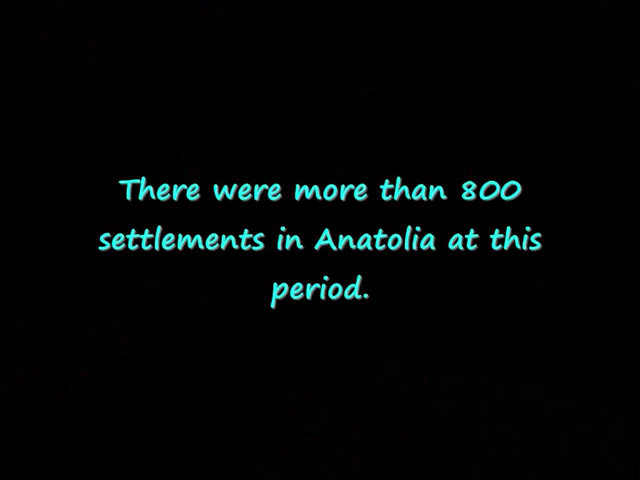 There were more than 800
settlements in Anatolia at this
period.